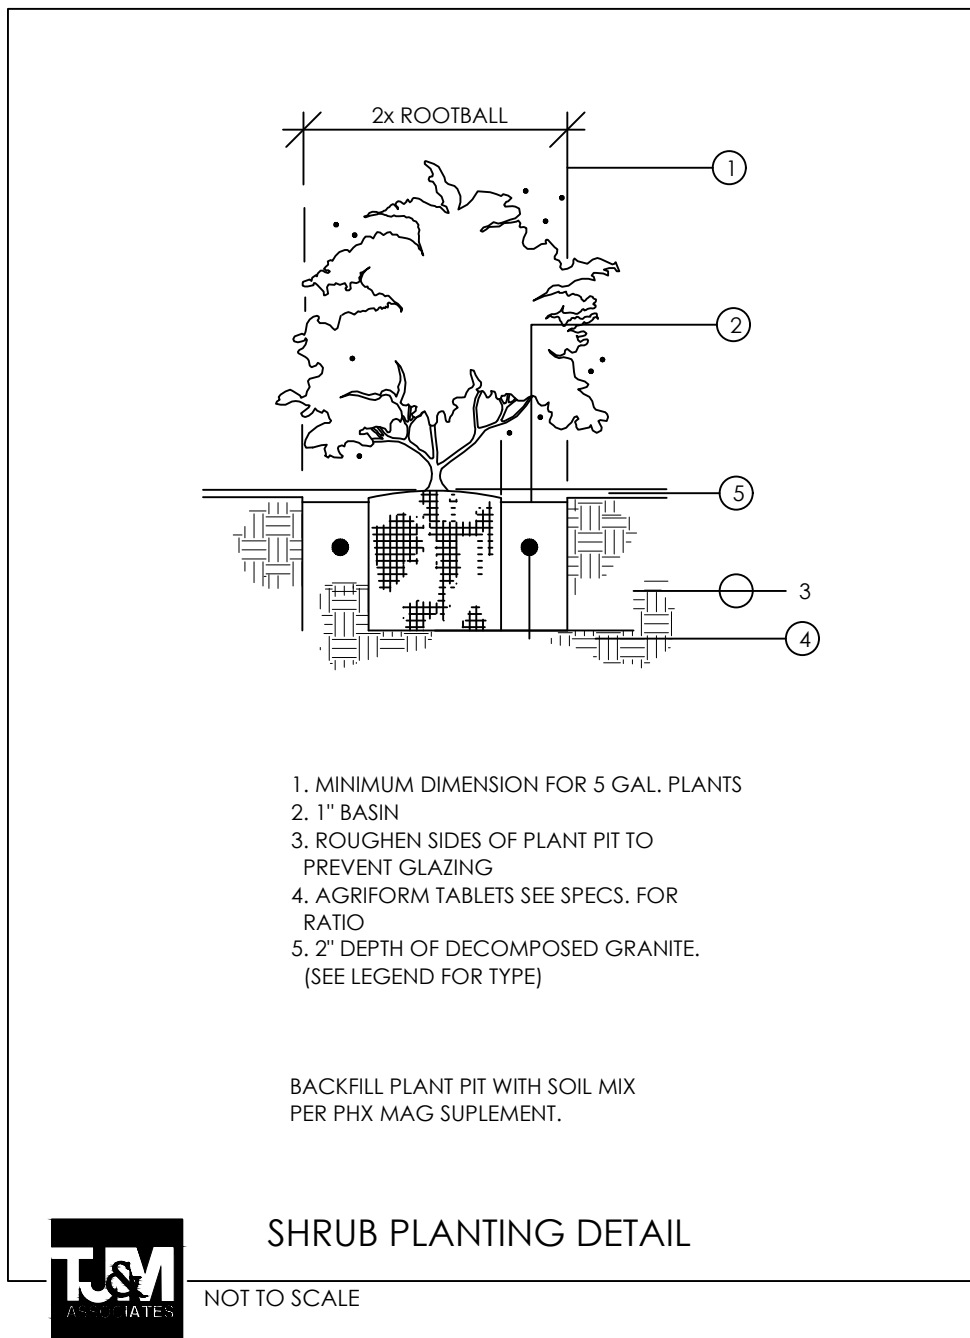 2x ROOTBALL
1
2
5
3
4
1. MINIMUM DIMENSION FOR 5 GAL. PLANTS
2. 1" BASIN
3. ROUGHEN SIDES OF PLANT PIT TO
PREVENT GLAZING
4. AGRIFORM TABLETS SEE SPECS. FOR
RATIO
5. 2" DEPTH OF DECOMPOSED GRANITE.
(SEE LEGEND FOR TYPE)
BACKFILL PLANT PIT WITH SOIL MIX
PER PHX MAG SUPLEMENT.
SHRUB PLANTING DETAIL
TJ&M
ASSOCIATES
NOT TO SCALE